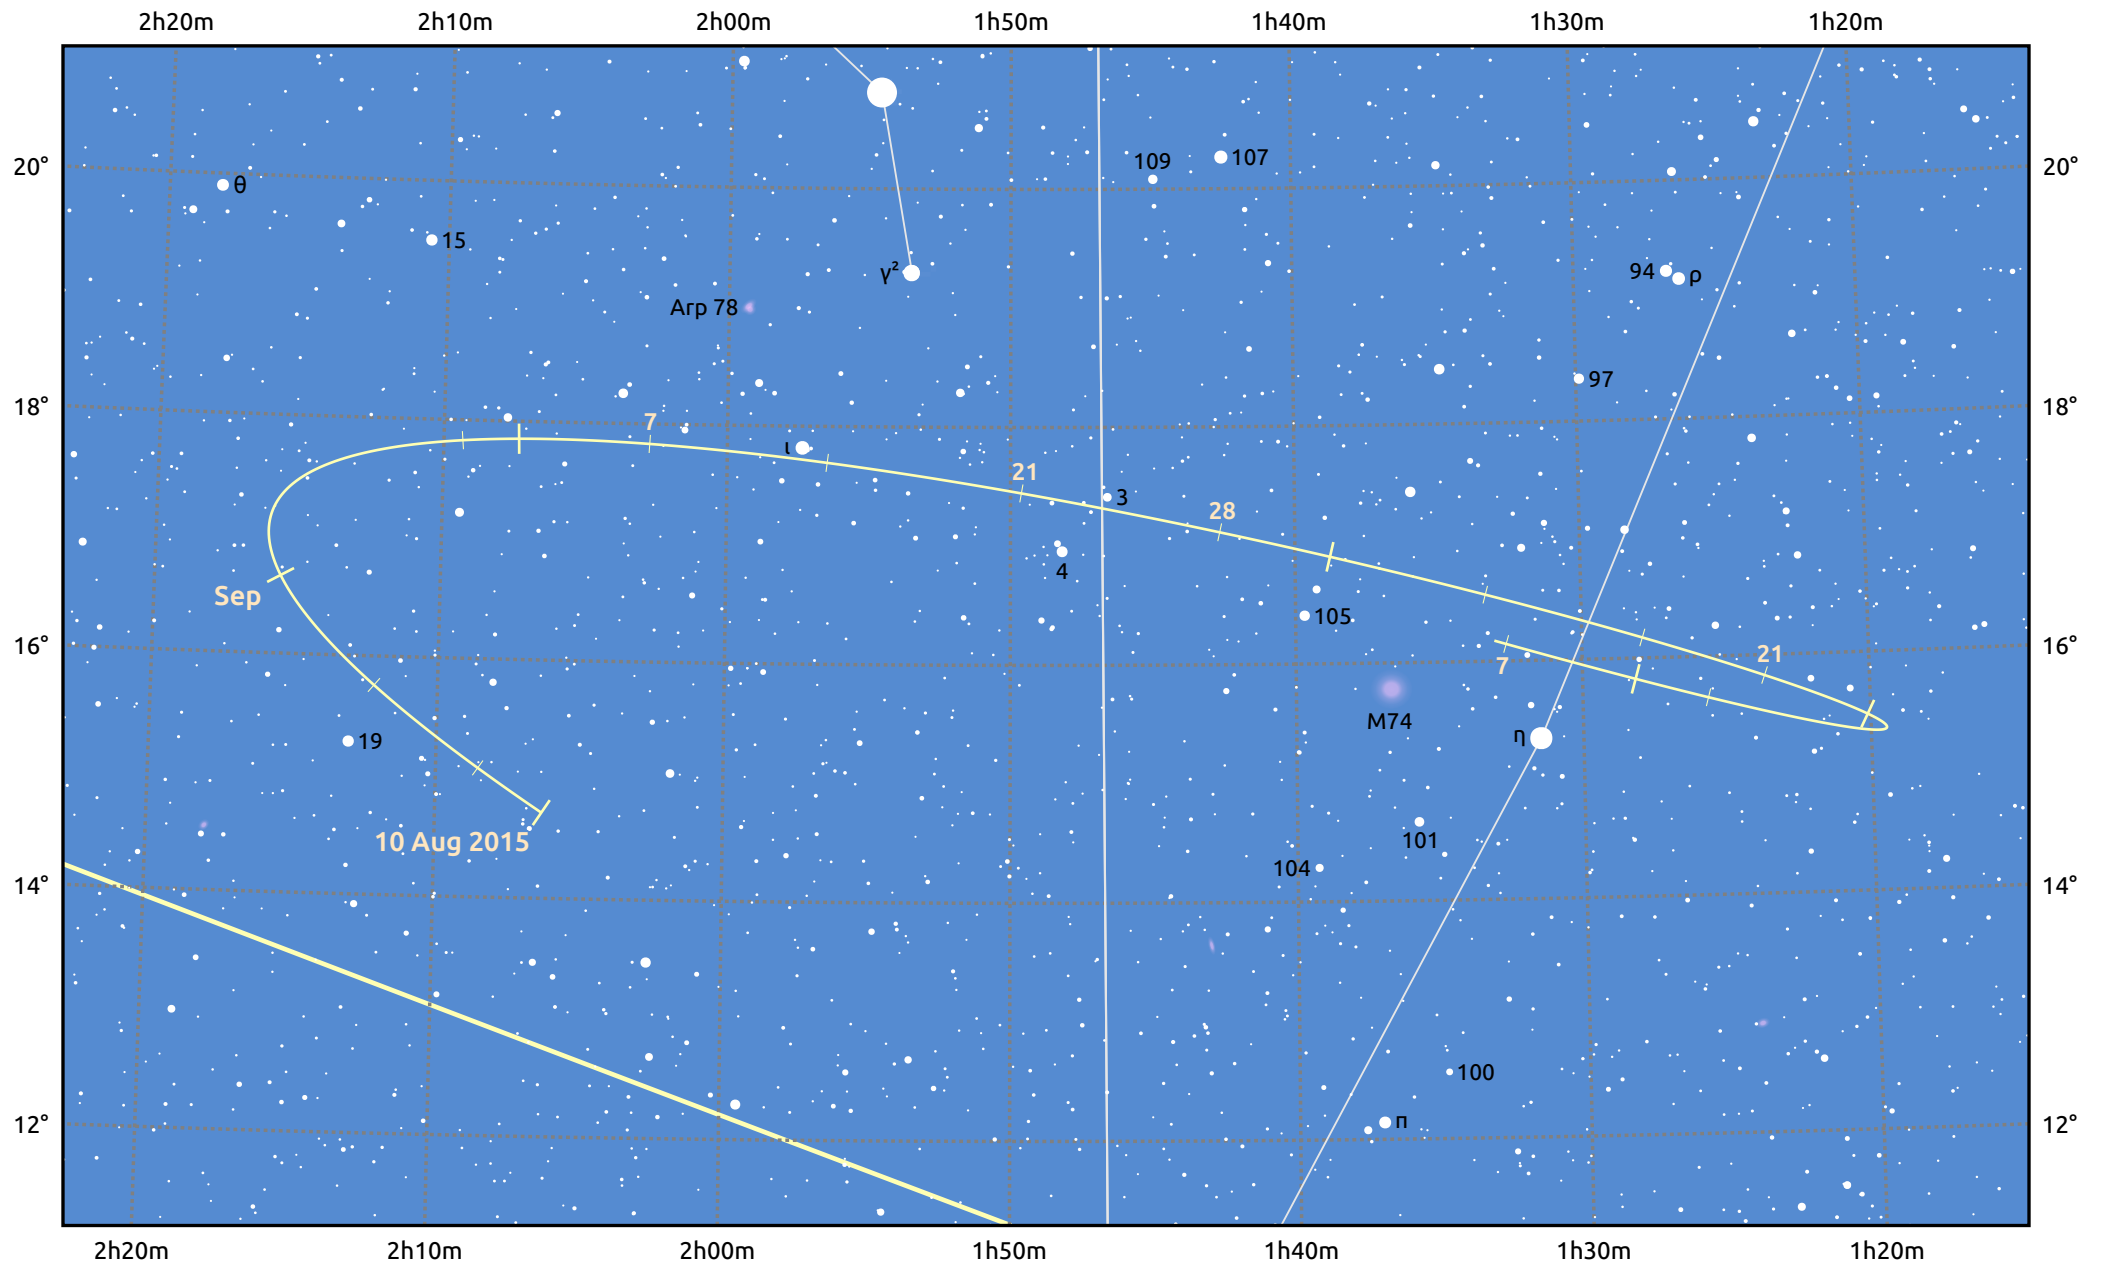 2h20m 2h10m 2h00m 1h50m 1h40m 1h30m 1h20m
20° 20°
109 107
θ
15
γ²
94 ρ
Arp 78
18° 18°
97
7
ι
21
3
28
4
Sep
105
16° 16°
7
21
M74
η
19
10 Aug 2015
101
104
14° 14°
100
π
12° 12°
2h20m 2h10m 2h00m 1h50m 1h40m 1h30m 1h20m